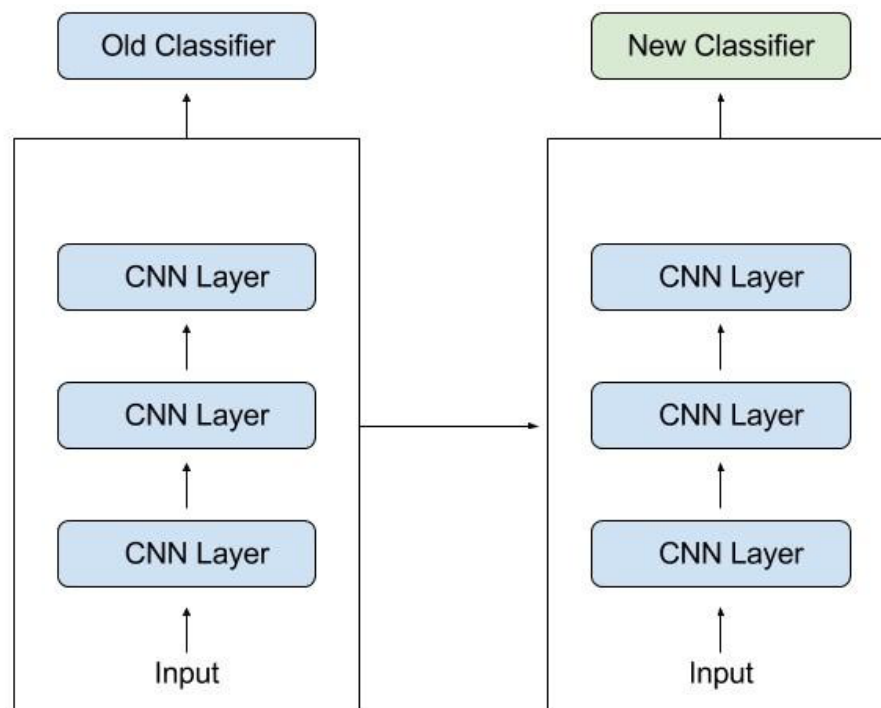 Old Classifier
CNN Layer
CNN Layer
CNN Layer
Input
New Classifier
CNN Layer
CNN Layer
CNN Layer
Input